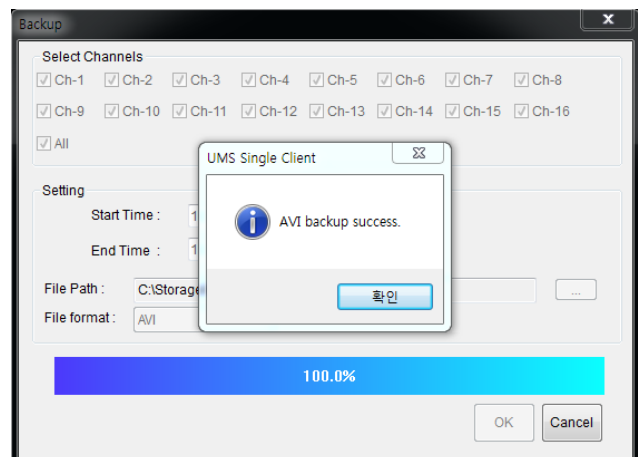 Backup
Select Channels
Ch-1 Ch-2 Ch-3 Ch-4 Ch-5 Ch-6 Ch-7 Ch-8
Ch-9 Ch-10 Ch-11 Ch-12 Ch-13 Ch-14 Ch-15 Ch-16
All
UMS Single Client
AVI backup success.
확인
Setting
Start Time : 1
End Time : 1
File Path : C:\Storage
...
File format : AVI
100.0%
OK Cancel